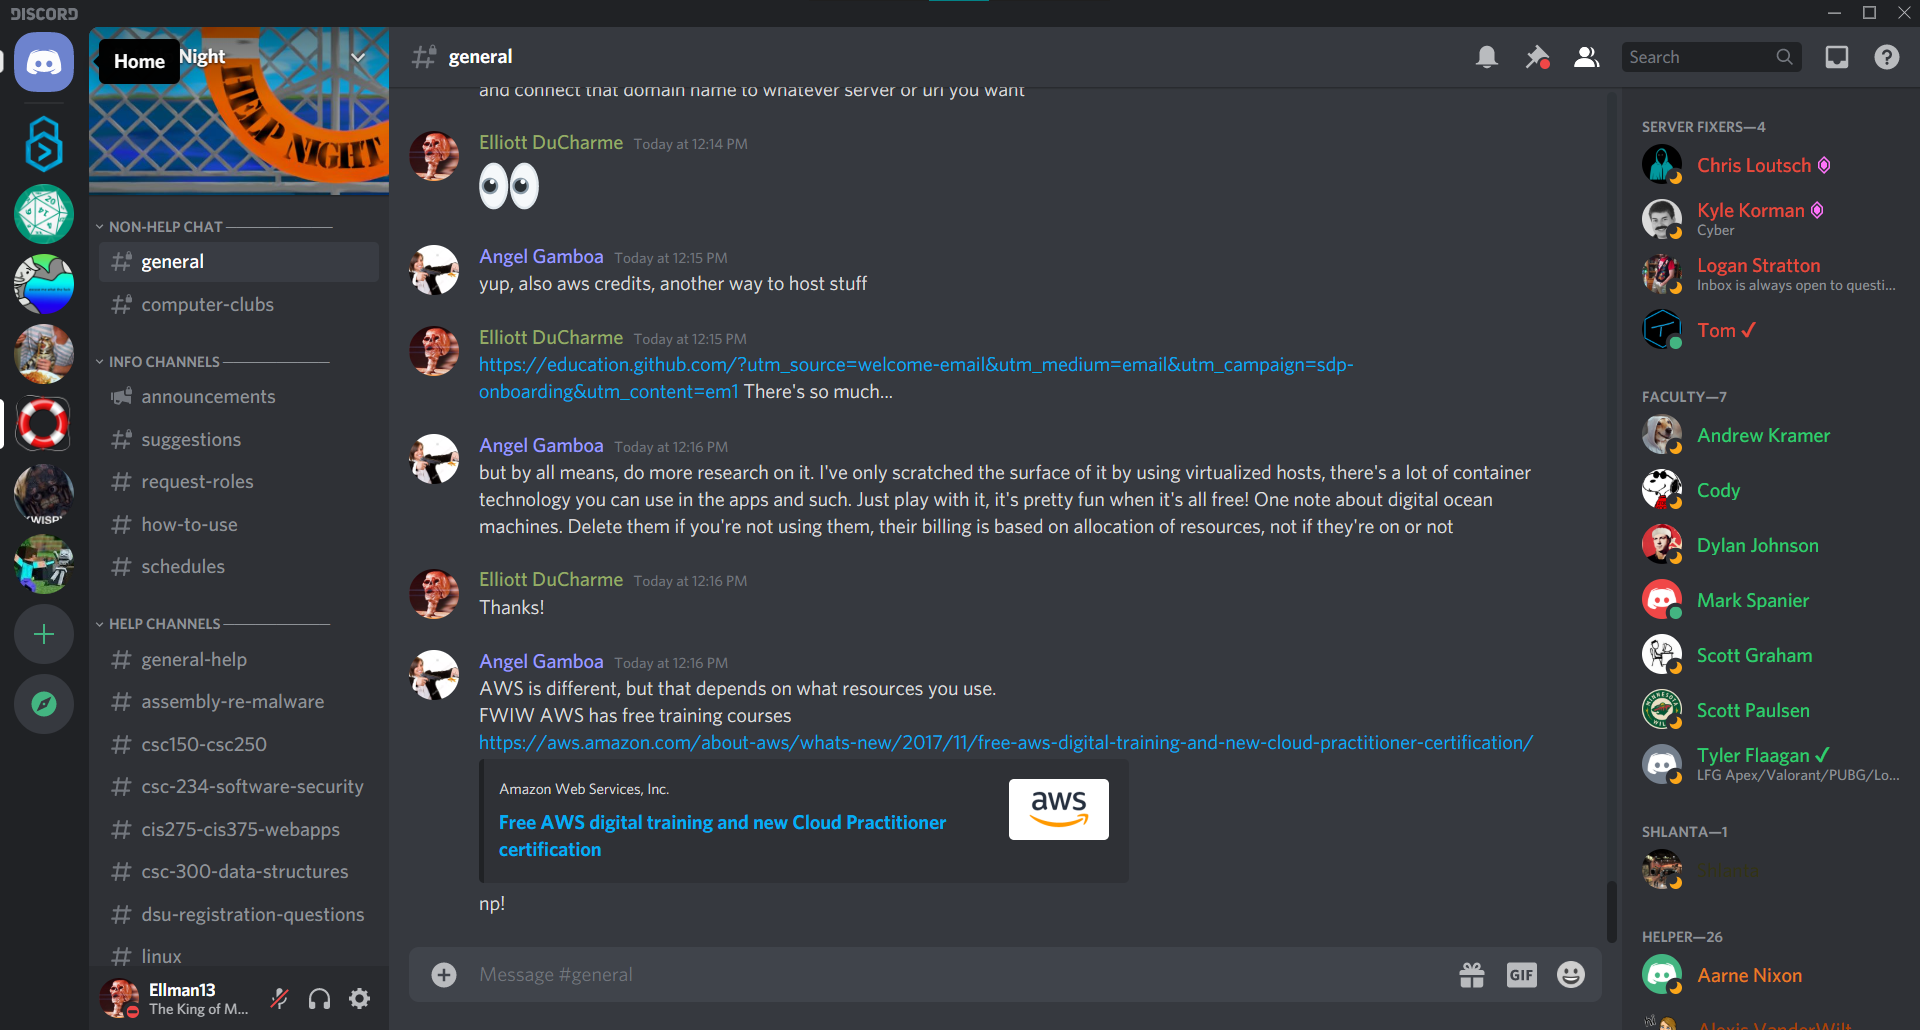 DISCORD
Home
Night
HELP NIGHT
HELP NIGHT
NON-HELP CHAT
general
computer-clubs
INFO CHANNELS
announcements
suggestions
request-roles
how-to-use
schedules
HELP CHANNELS
general-help
assembly-re-malware
csc150-csc250
csc-234-software-security
cis275-cis375-webapps
csc-300-data-structures
dsu-registration-questions
linux
Ellman13
The King of M...
general
Search
and connect that domain name to whatever server or url you want
Elliott DuCharme Today at 12:14 PM
Angel Gamboa Today at 12:15 PM
yup, also aws credits, another way to host stuff
Elliott DuCharme Today at 12:15 PM
https://education.github.com/?utm_source=welcome-email&utm_medium=email&utm_campaign=sdp-
onboarding&utm_content=em1 There's so much...
Angel Gamboa Today at 12:16 PM
but by all means, do more research on it. I've only scratched the surface of it by using virtualized hosts, there's a lot of container
technology you can use in the apps and such. Just play with it, it's pretty fun when it's all free! One note about digital ocean
machines. Delete them if you're not using them, their billing is based on allocation of resources, not if they're on or not
Elliott DuCharme Today at 12:16 PM
Thanks!
Angel Gamboa Today at 12:16 PM
AWS is different, but that depends on what resources you use.
FWIW AWS has free training courses
https://aws.amazon.com/about-aws/whats-new/2017/11/free-aws-digital-training-and-new-cloud-practitioner-certification/
Amazon Web Services, Inc.
Free AWS digital training and new Cloud Practitioner
certification
aws
np!
Message #general
GIF
SERVER FIXERS—4
Chris Loutsch
Kyle Korman
Cyber
Logan Stratton
Inbox is always open to questi...
Tom ✓
FACULTY—7
Andrew Kramer
Cody
Dylan Johnson
Mark Spanier
Scott Graham
Scott Paulsen
Tyler Flaagan ✓
LFG Apex/Valorant/PUBG/Lo...
SHLANTA—1
HELPER—26
Aarne Nixon
Alexis VanderWilt